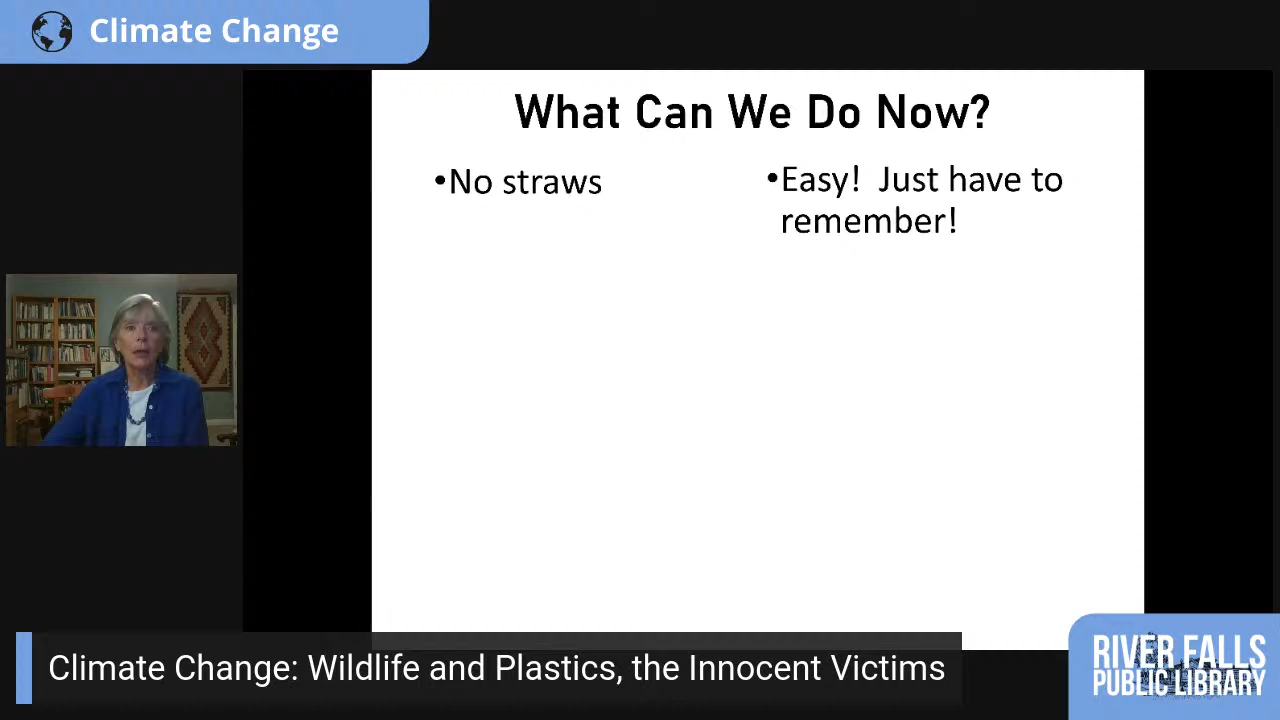 Climate Change
What Can We Do Now?
•No straws
•Easy! Just have to
remember!
Climate Change: Wildlife and Plastics, the Innocent Victims
RIVER FALLS
PUBLIC LIBRARY